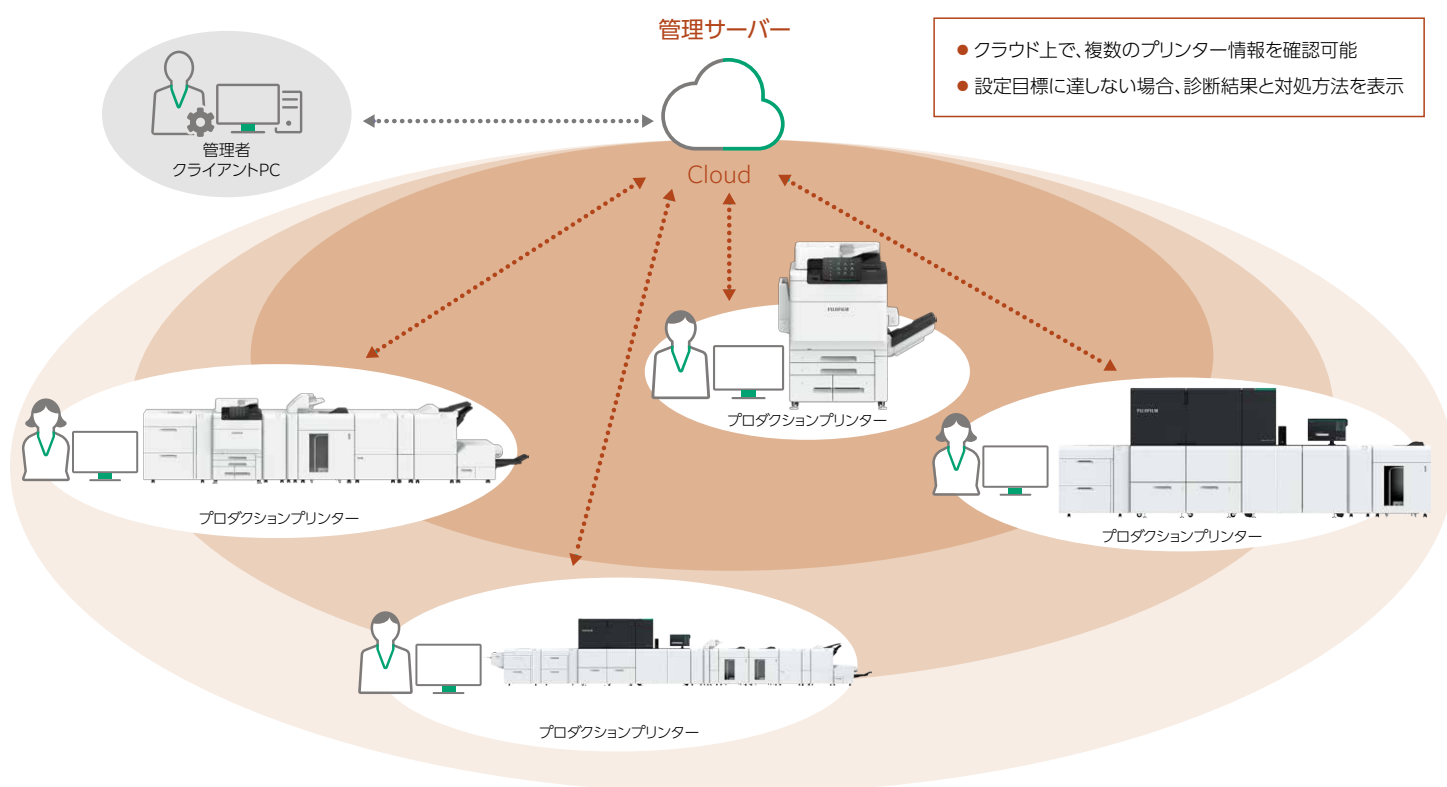 管理サーバー
● クラウド上で、複数のプリンター情報を確認可能
● 設定目標に達しない場合、診断結果と対処方法を表示
管理者
クライアントPC
Cloud
FUJIFILM
プロダクションプリンター
プロダクションプリンター
FUJIFILM
プロダクションプリンター
プロダクションプリンター